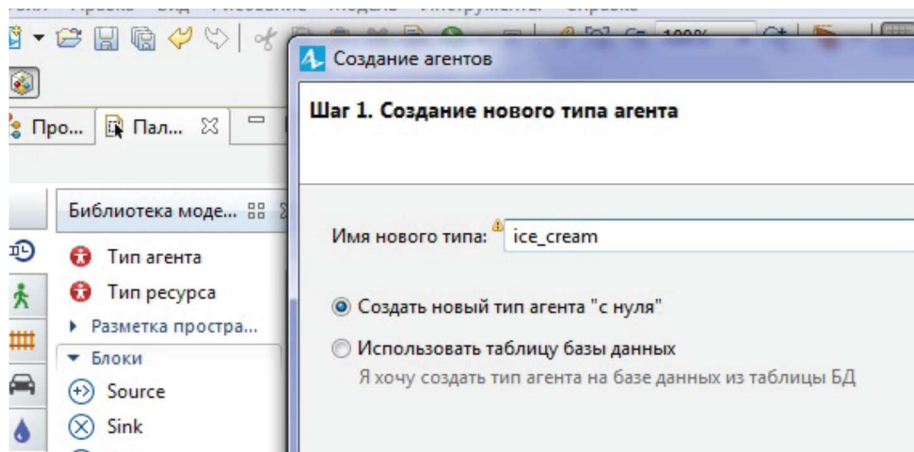 100%
Создание агентов
Шаг 1. Создание нового типа агента
Про...
Пал...
Библиотека моде...
Имя нового типа: ice_cream
Тип агента
Тип ресурса
Создать новый тип агента "с нуля"
Разметка простра...
Использовать таблицу базы данных
Блоки
Я хочу создать тип агента на базе данных из таблицы БД
Source
Sink